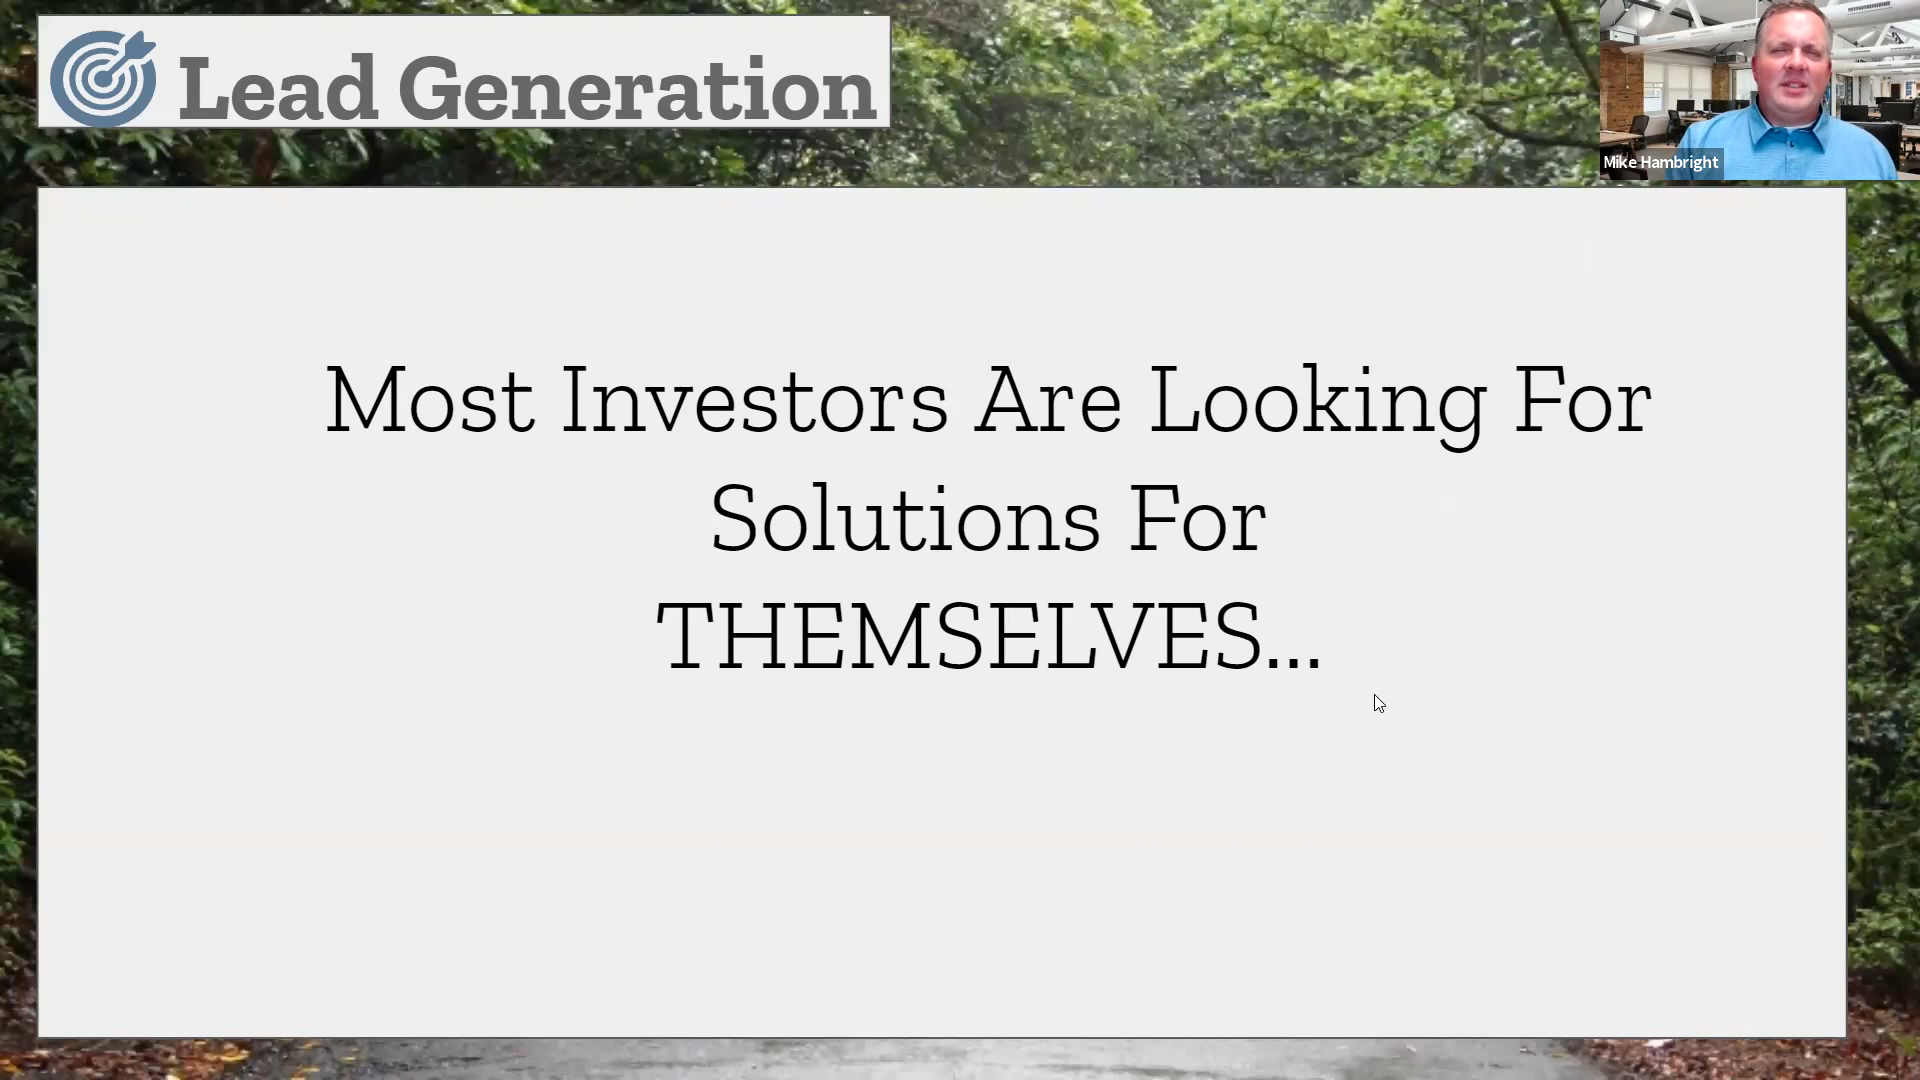 Lead Generation
Mike Hambright
Most Investors Are Looking For
Solutions For
THEMSELVES...